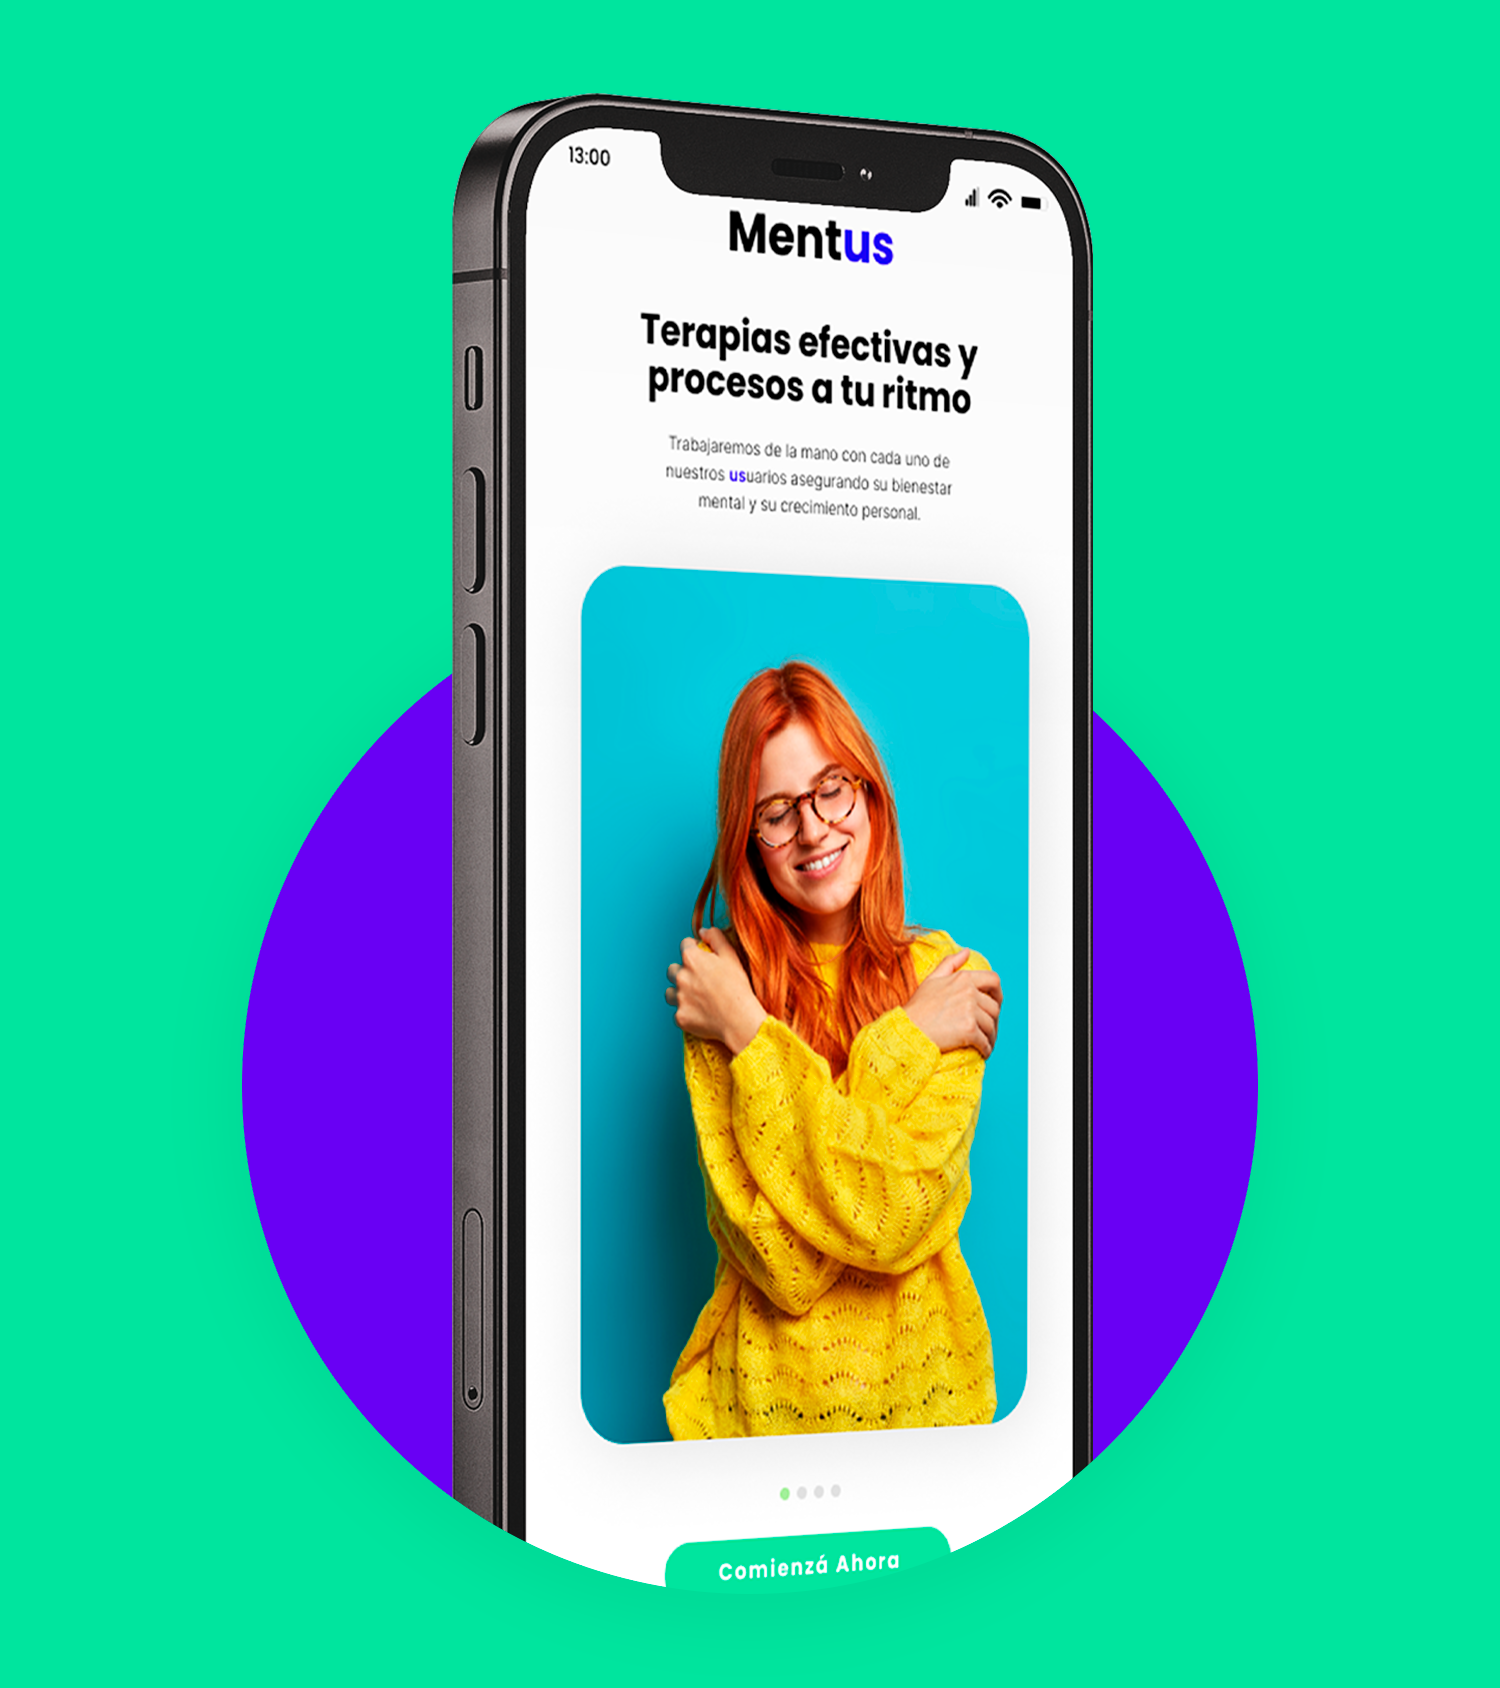 13:00
Mentus
Terapias efectivas y
procesos a tu ritmo
Trabajaremos de la mano con cada uno de
nuestros usuarios asegurando su bienestar
mental y su crecimiento personal.
Comienzá Ahora